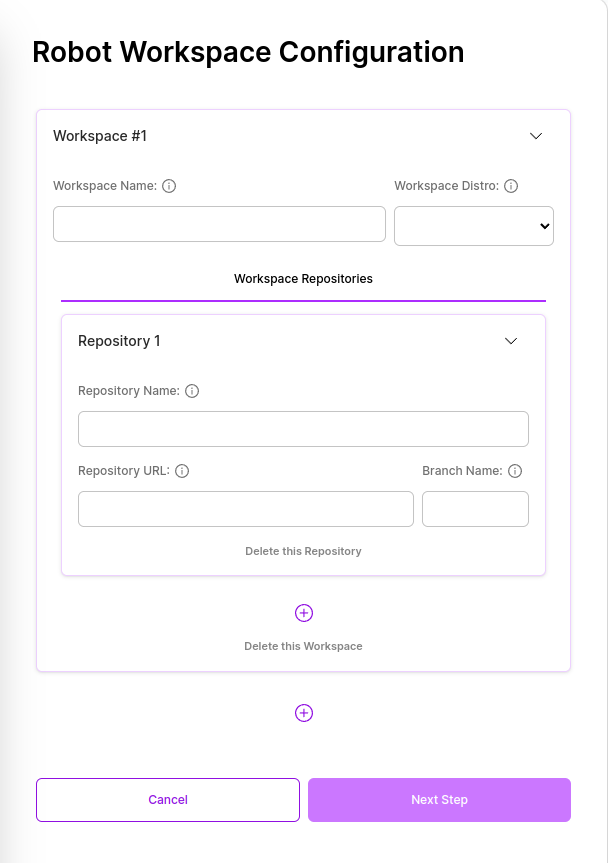 Robot Workspace Configuration
Workspace #1
Workspace Name:
Workspace Distro:
Workspace Repositories
Repository 1
Repository Name:
Repository URL:
Branch Name:
Delete this Repository
Delete this Workspace
Cancel
Next Step